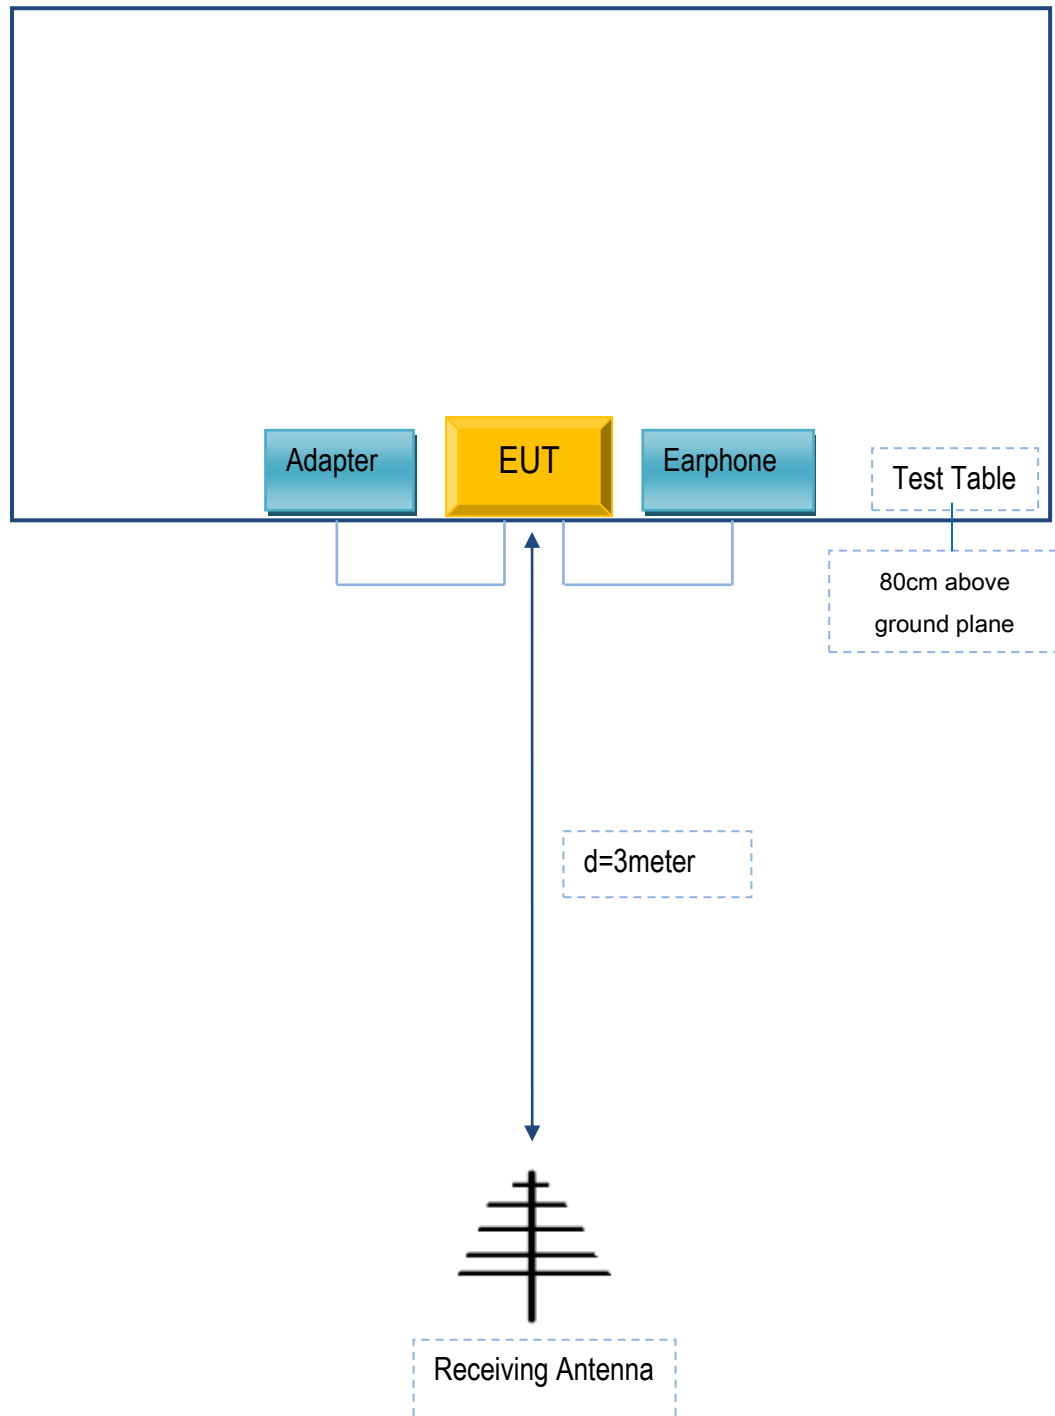 Adapter
EUT
Earphone
Test Table
80cm above
ground plane
d=3meter
Receiving Antenna